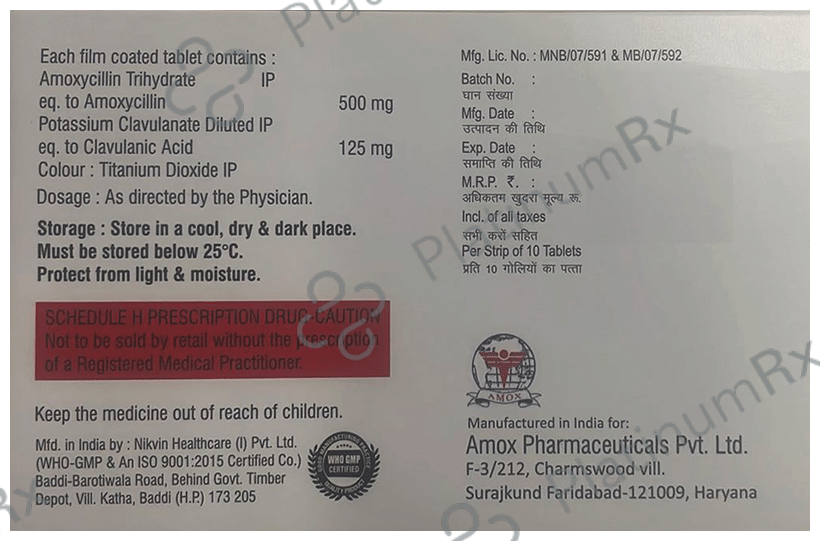 Each film coated tablet contains :
Amoxycillin Trihydrate IP
eq. to Amoxycillin 500 mg
Potassium Clavulanate Diluted IP
eq. to Clavulanic Acid 125 mg
Colour : Titanium Dioxide IP
Dosage : As directed by the Physician.
Storage : Store in a cool, dry & dark place.
Must be stored below 25°C.
Protect from light & moisture.
SCHEDULE H PRESCRIPTION DRUG-CAUTION
Not to be sold by retail without the prescription
of a Registered Medical Practitioner.
Keep the medicine out of reach of children.
Mfd. in India by : Nikvin Healthcare (I) Pvt. Ltd.
(WHO-GMP & An ISO 9001:2015 Certified Co.)
Baddi-Barotiwala Road, Behind Govt. Timber
Depot, Vill. Katha, Baddi (H.P.) 173 205
GOOD MANUFACTURING PRACTICE
WHO GMP
CERTIFIED
QUALITY PRODUCT
Mfg. Lic. No. : MNB/07/591 & MB/07/592
Batch No. :
घान संख्या
Mfg. Date :
उत्पादन की तिथि
Exp. Date :
समाप्ति की तिथि
M.R.P. ₹. :
अधिकतम खुदरा मूल्य रू.
Incl. of all taxes
सभी करों सहित
Per Strip of 10 Tablets
प्रति 10 गोलियों का पत्ता
AMOX
Manufactured in India for:
Amox Pharmaceuticals Pvt. Ltd.
F-3/212, Charmswood vill.
Surajkund Faridabad-121009, Haryana
PlatinumRx
PlatinumRx